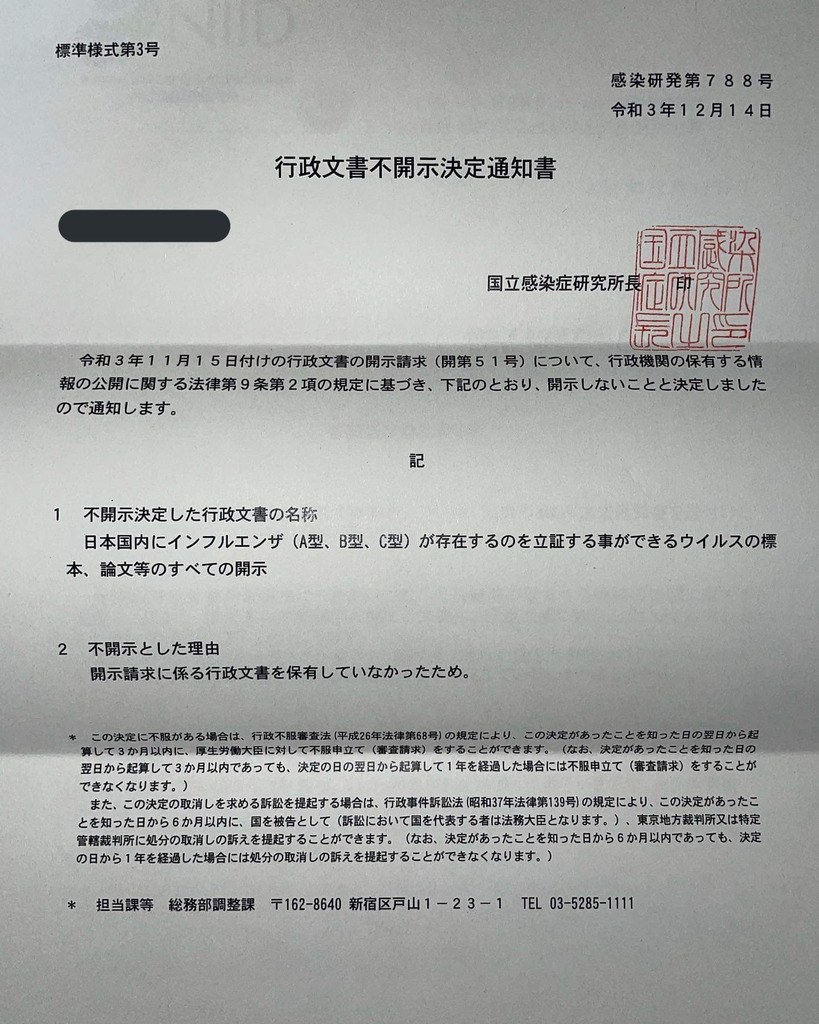 標準様式第3号
感染研発第７８８号
令和３年１２月１４日
行政文書不開示決定通知書
国立感染症研究所長　印
国立感染症研究所長之印
令和３年１１月１５日付けの行政文書の開示請求（開第５１号）について、行政機関の保有する情
報の公開に関する法律第９条第２項の規定に基づき、下記のとおり、開示しないことと決定しました
ので通知します。
記
1　不開示決定した行政文書の名称
日本国内にインフルエンザ（A型、B型、C型）が存在するのを立証する事ができるウイルスの標
本、論文等のすべての開示
2　不開示とした理由
開示請求に係る行政文書を保有していなかったため。
＊　この決定に不服がある場合は、行政不服審査法(平成26年法律第68号)の規定により、この決定があったことを知った日の翌日から起
算して３か月以内に、厚生労働大臣に対して不服申立て（審査請求）をすることができます。（なお、決定があったことを知った日の
翌日から起算して３か月以内であっても、決定の日の翌日から起算して１年を経過した場合には不服申立て（審査請求）をすることが
できなくなります。）
また、この決定の取消しを求める訴訟を提起する場合は、行政事件訴訟法(昭和37年法律第139号)の規定により、この決定があったこ
とを知った日から６か月以内に、国を被告として（訴訟において国を代表する者は法務大臣となります。）、東京地方裁判所又は特定
管轄裁判所に処分の取消しの訴えを提起することができます。（なお、決定があったことを知った日から６か月以内であっても、決定
の日から１年を経過した場合には処分の取消しの訴えを提起することができなくなります。）
＊　担当課等　総務部調整課　〒162-8640 新宿区戸山１－２３－１　TEL 03-5285-1111